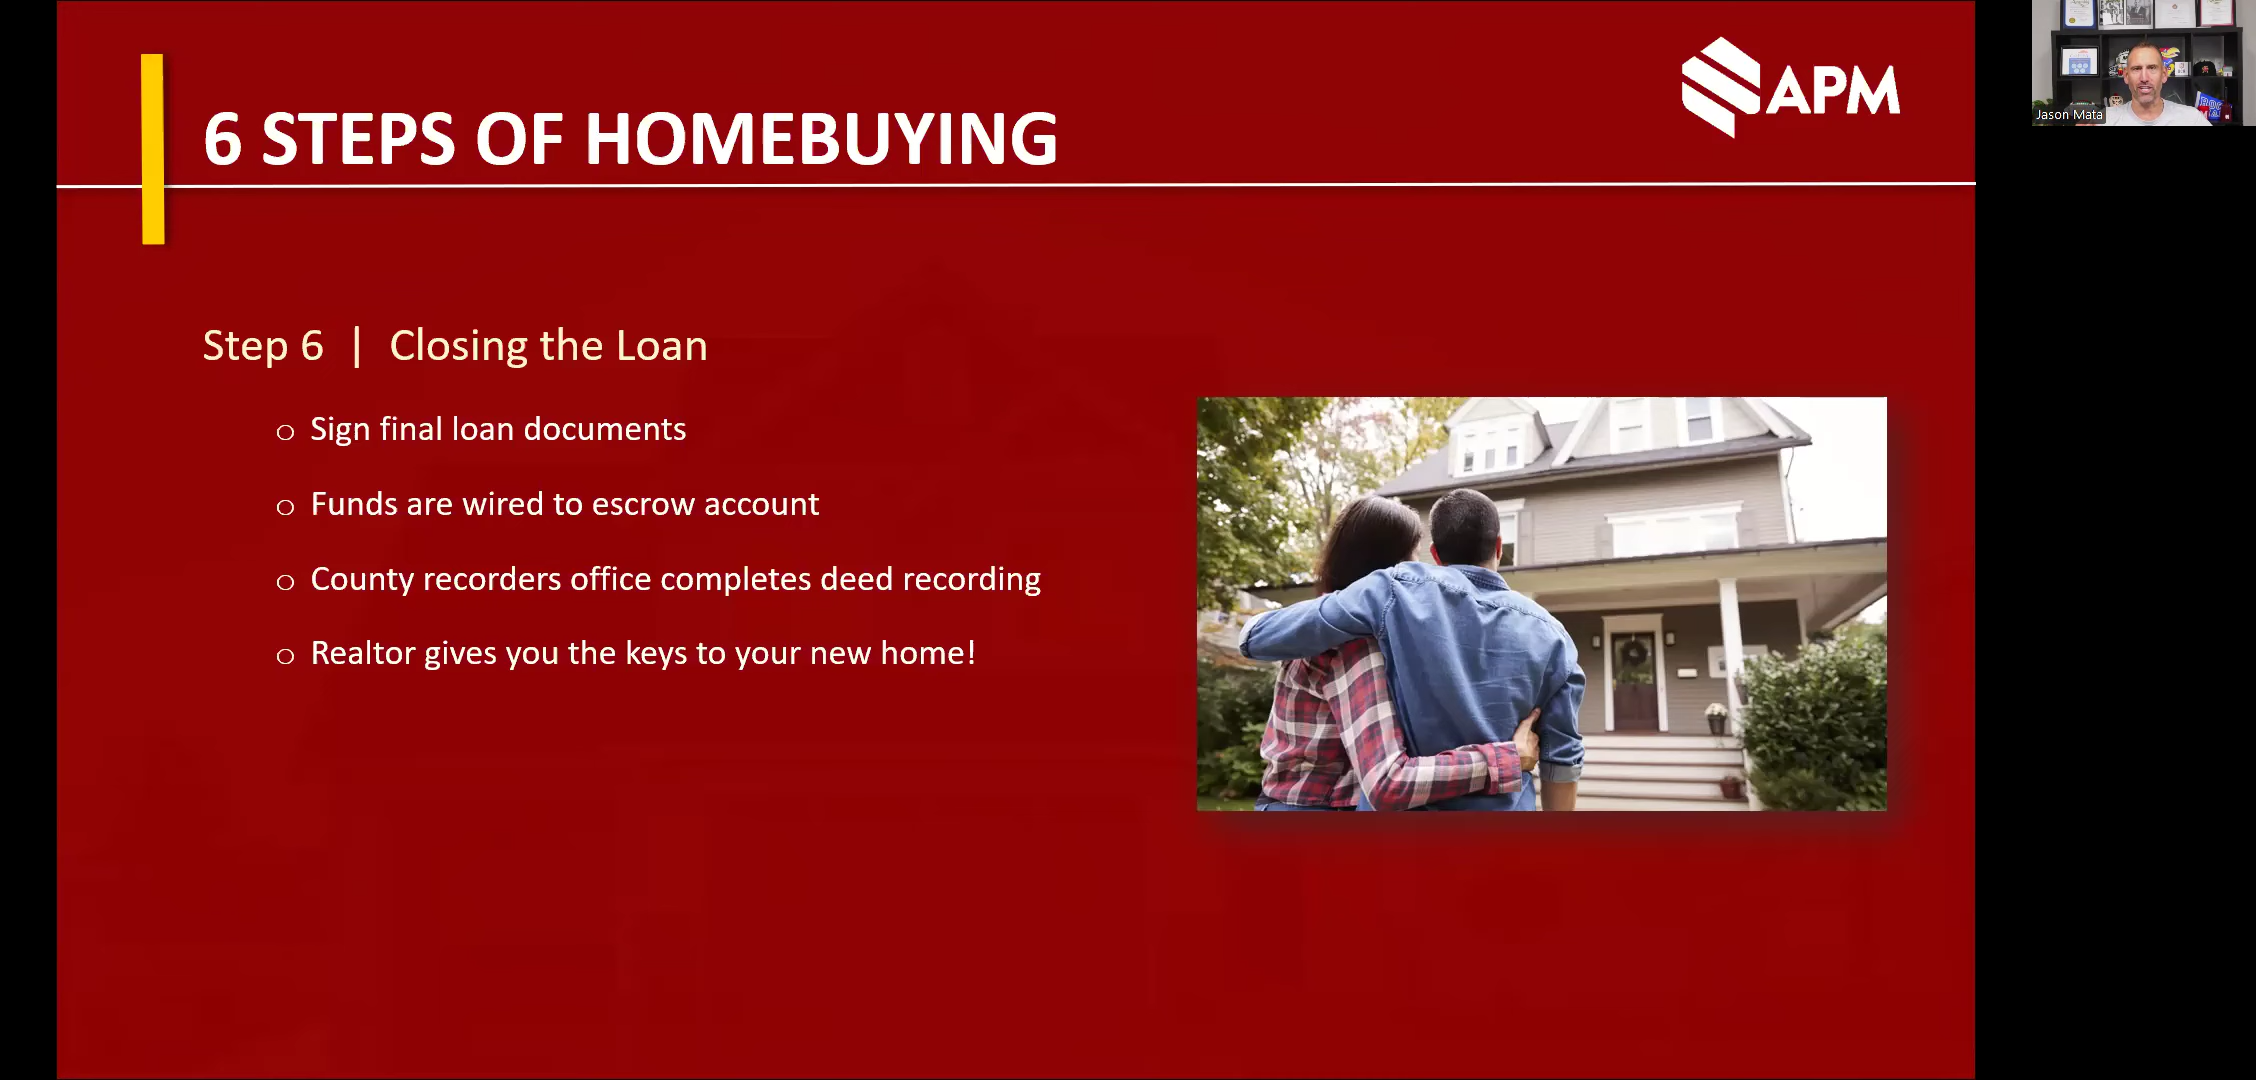 6 STEPS OF HOMEBUYING
APM
Jason Mata
Step 6 | Closing the Loan
o Sign final loan documents
o Funds are wired to escrow account
o County recorders office completes deed recording
o Realtor gives you the keys to your new home!